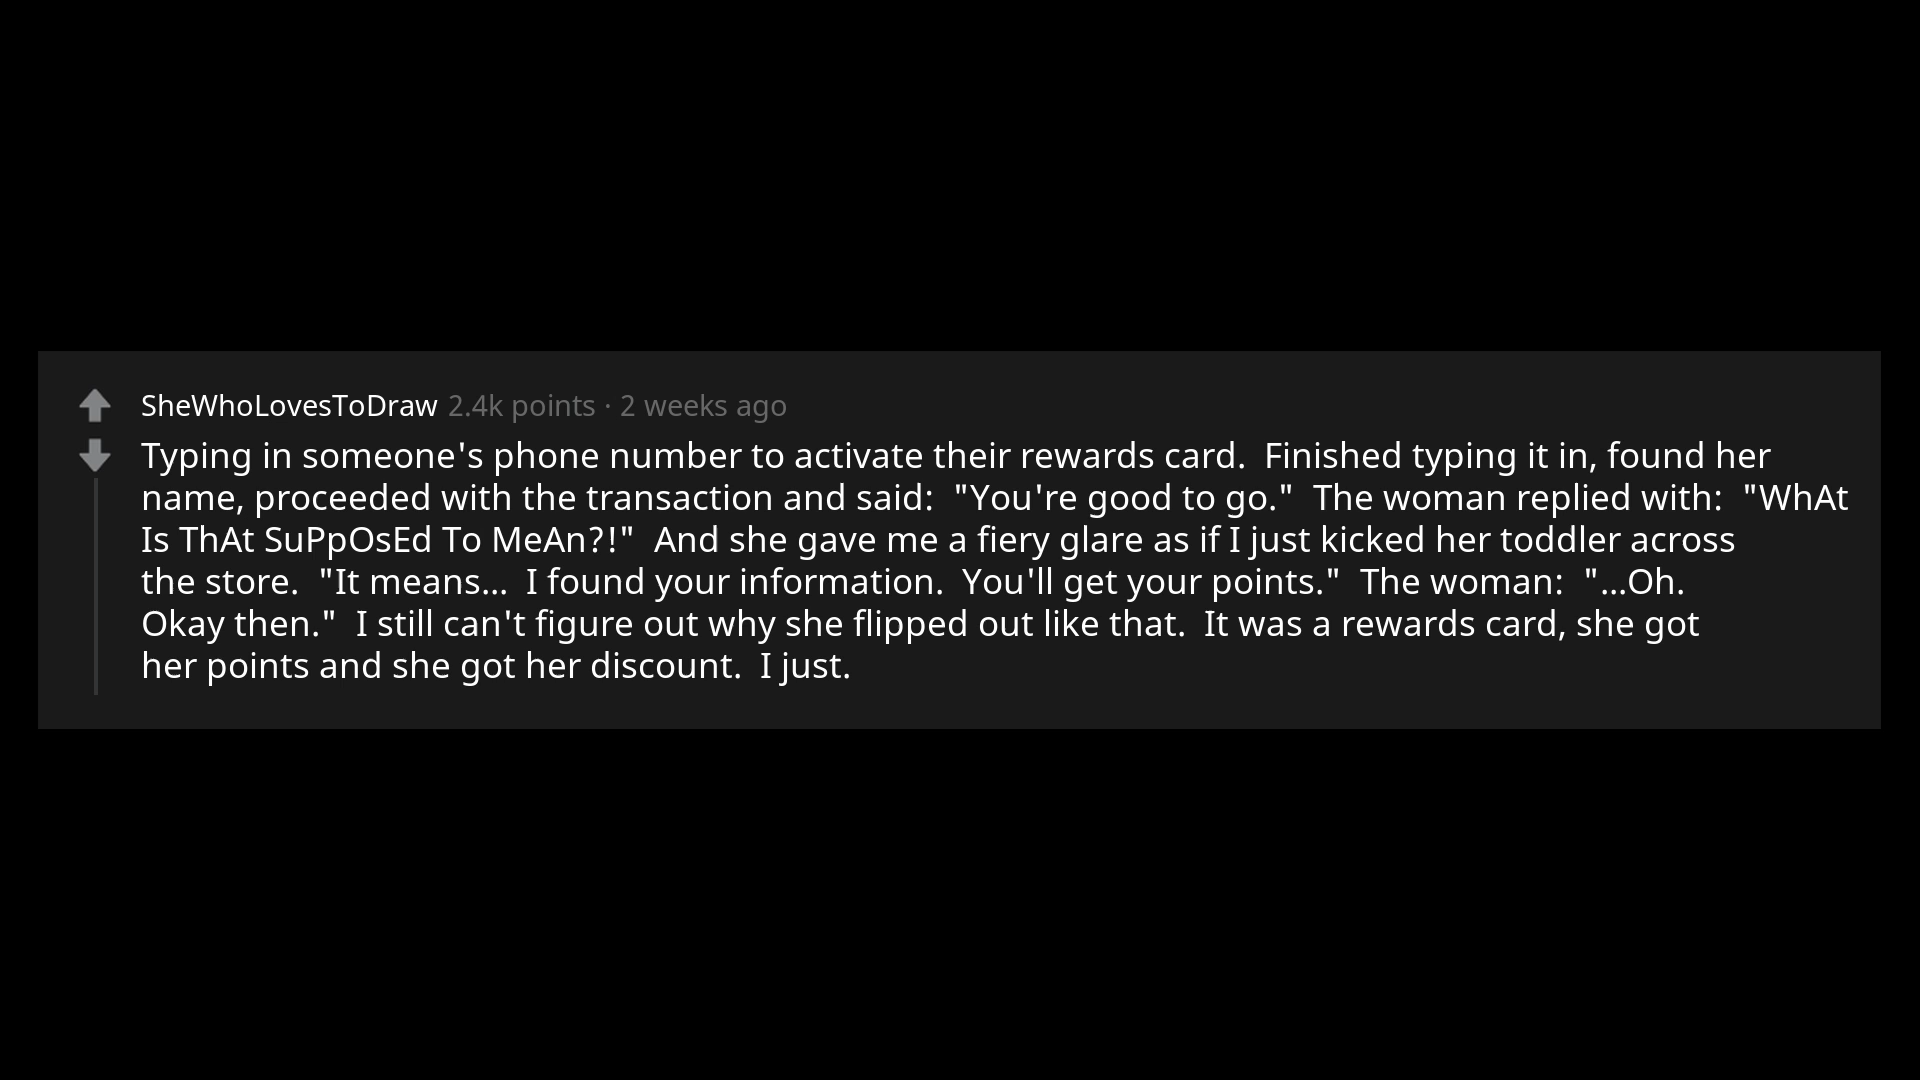 SheWhoLovesToDraw 2.4k points · 2 weeks ago
Typing in someone's phone number to activate their rewards card.  Finished typing it in, found her
name, proceeded with the transaction and said:  "You're good to go."  The woman replied with:  "WhAt
Is ThAt SuPpOsEd To MeAn?!"  And she gave me a fiery glare as if I just kicked her toddler across
the store.  "It means...  I found your information.  You'll get your points."  The woman:  "...Oh.
Okay then."  I still can't figure out why she flipped out like that.  It was a rewards card, she got
her points and she got her discount.  I just.